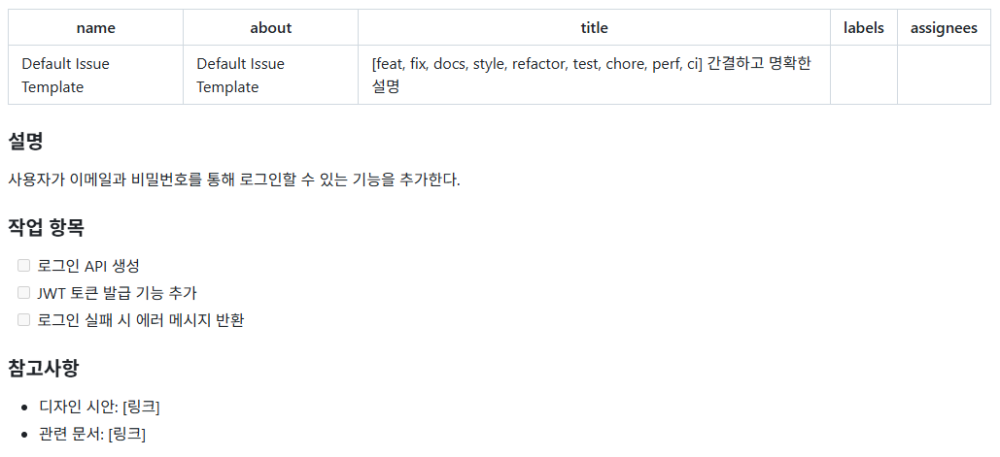 name about title labels assignees
Default Issue Template Default Issue Template [feat, fix, docs, style, refactor, test, chore, perf, ci] 간결하고 명확한 설명
설명
사용자가 이메일과 비밀번호를 통해 로그인할 수 있는 기능을 추가한다.
작업 항목
로그인 API 생성
JWT 토큰 발급 기능 추가
로그인 실패 시 에러 메시지 반환
참고사항
디자인 시안: [링크]
관련 문서: [링크]